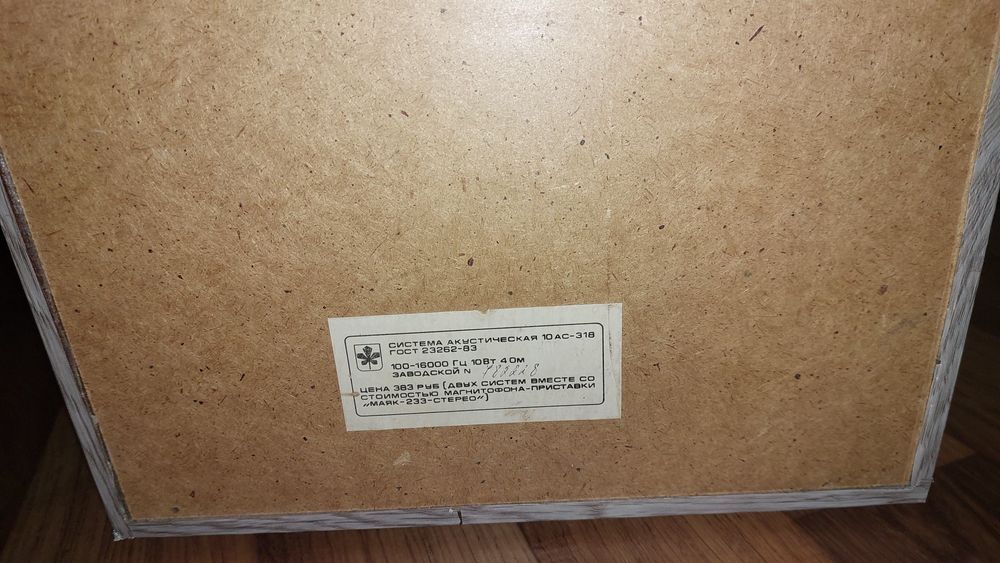 СИСТЕМА АКУСТИЧЕСКАЯ 10АС-318
ГОСТ 23262-83
100-16000 ГЦ 10ВТ 4ОМ
ЗАВОДСКОЙ N
ЦЕНА 383 РУБ (ДВУХ СИСТЕМ ВМЕСТЕ СО
СТОИМОСТЬЮ МАГНИТОФОНА-ПРИСТАВКИ
„МАЯК-233-СТЕРЕО")